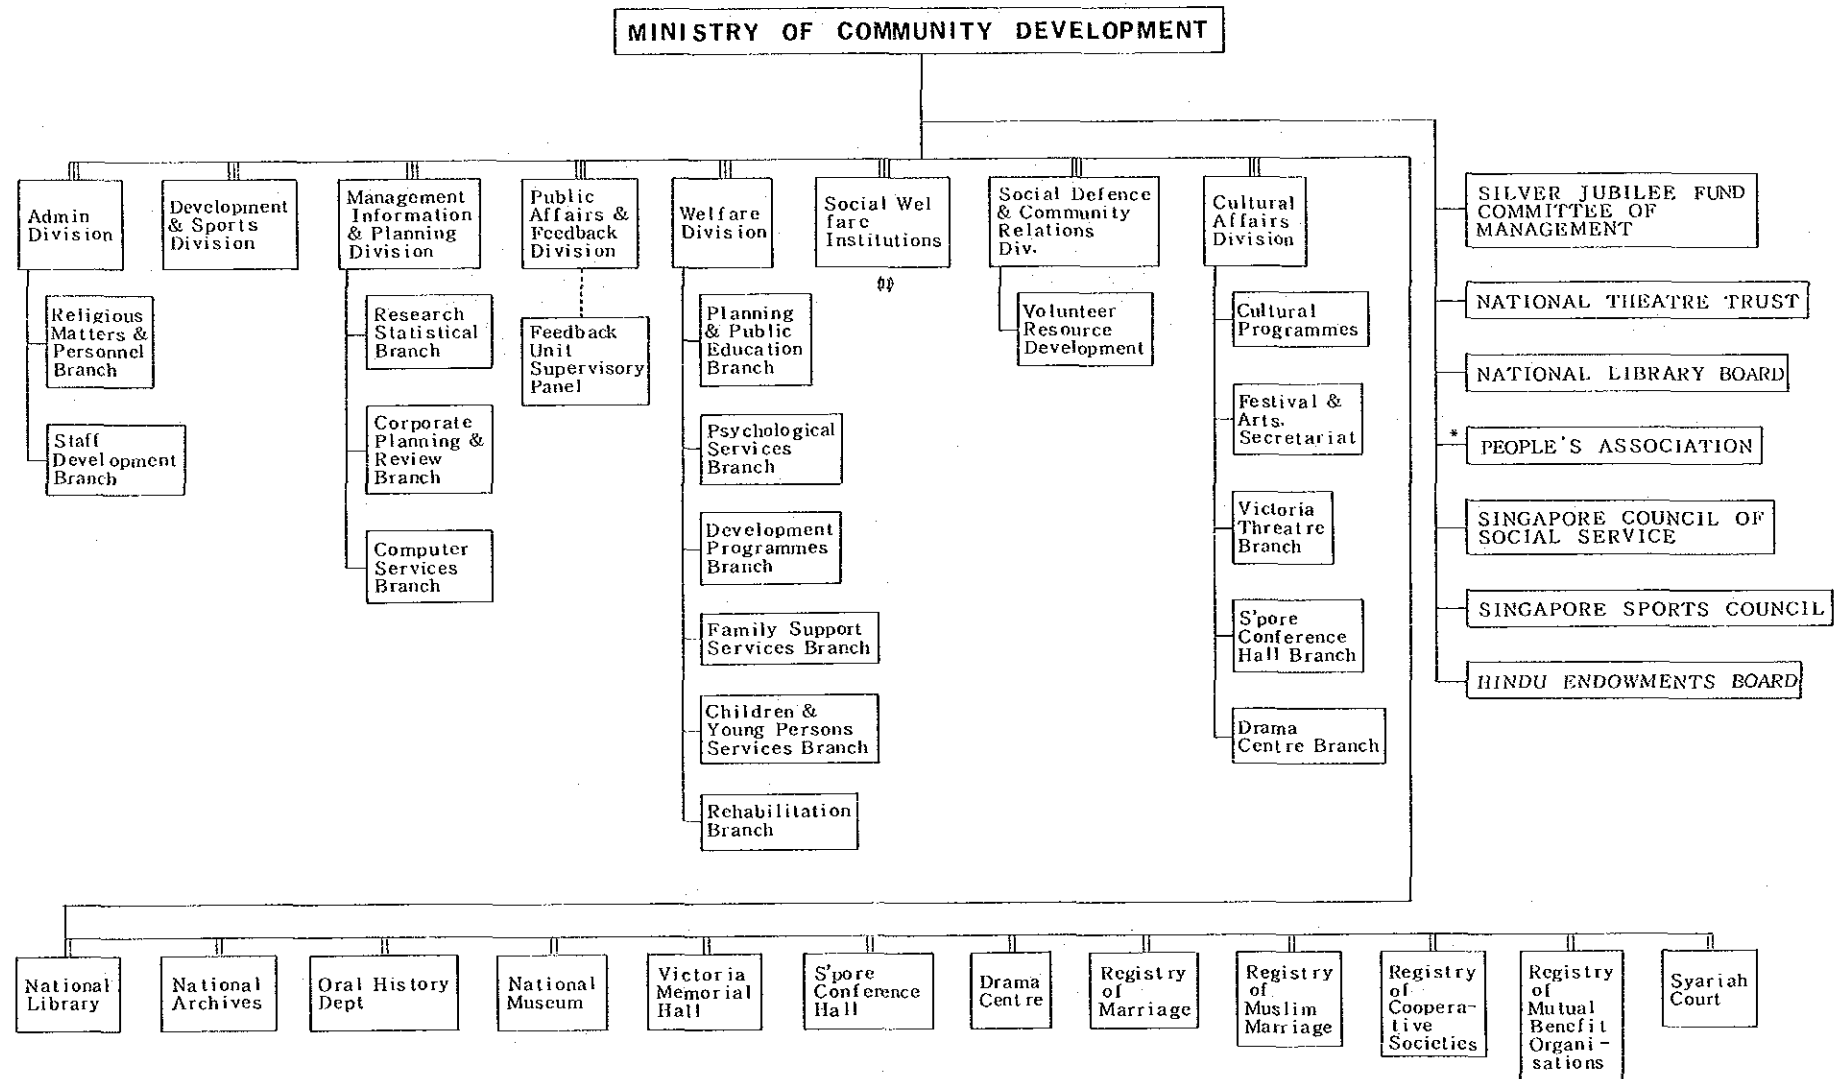 MINISTRY OF COMMUNITY DEVELOPMENT
Admin
Division
Development
& Sports
Division
Management
Information
& Planning
Division
Public
Affairs &
Feedback
Division
Welfare
Division
Social Wel
fare
Institutions
Social Defence
& Community
Relations
Div.
Cultural
Affairs
Division
Religious
Matters &
Personnel
Branch
Staff
Development
Branch
Research
Statistical
Branch
Corporate
Planning &
Review
Branch
Computer
Services
Branch
Feedback
Unit
Supervisory
Panel
Planning
& Public
Education
Branch
Psychological
Services
Branch
Development
Programmes
Branch
Family Support
Services Branch
Children &
Young Persons
Services Branch
Rehabilitation
Branch
Volunteer
Resource
Development
Cultural
Programmes
Festival &
Arts.
Secretariat
Victoria
Threatre
Branch
S'pore
Conference
Hall Branch
Drama
Centre Branch
SILVER JUBILEE FUND
COMMITTEE OF
MANAGEMENT
NATIONAL THEATRE TRUST
NATIONAL LIBRARY BOARD
* PEOPLE'S ASSOCIATION
SINGAPORE COUNCIL OF
SOCIAL SERVICE
SINGAPORE SPORTS COUNCIL
HINDU ENDOWMENTS BOARD
National
Library
National
Archives
Oral History
Dept
National
Museum
Victoria
Memorial
Hall
S'pore
Conference
Hall
Drama
Centre
Registry
of
Marriage
Registry
of
Muslim
Marriage
Registry
of
Coopera-
tive
Societies
Registry
of
Mutual
Benefit
Organi-
sations
Syariah
Court